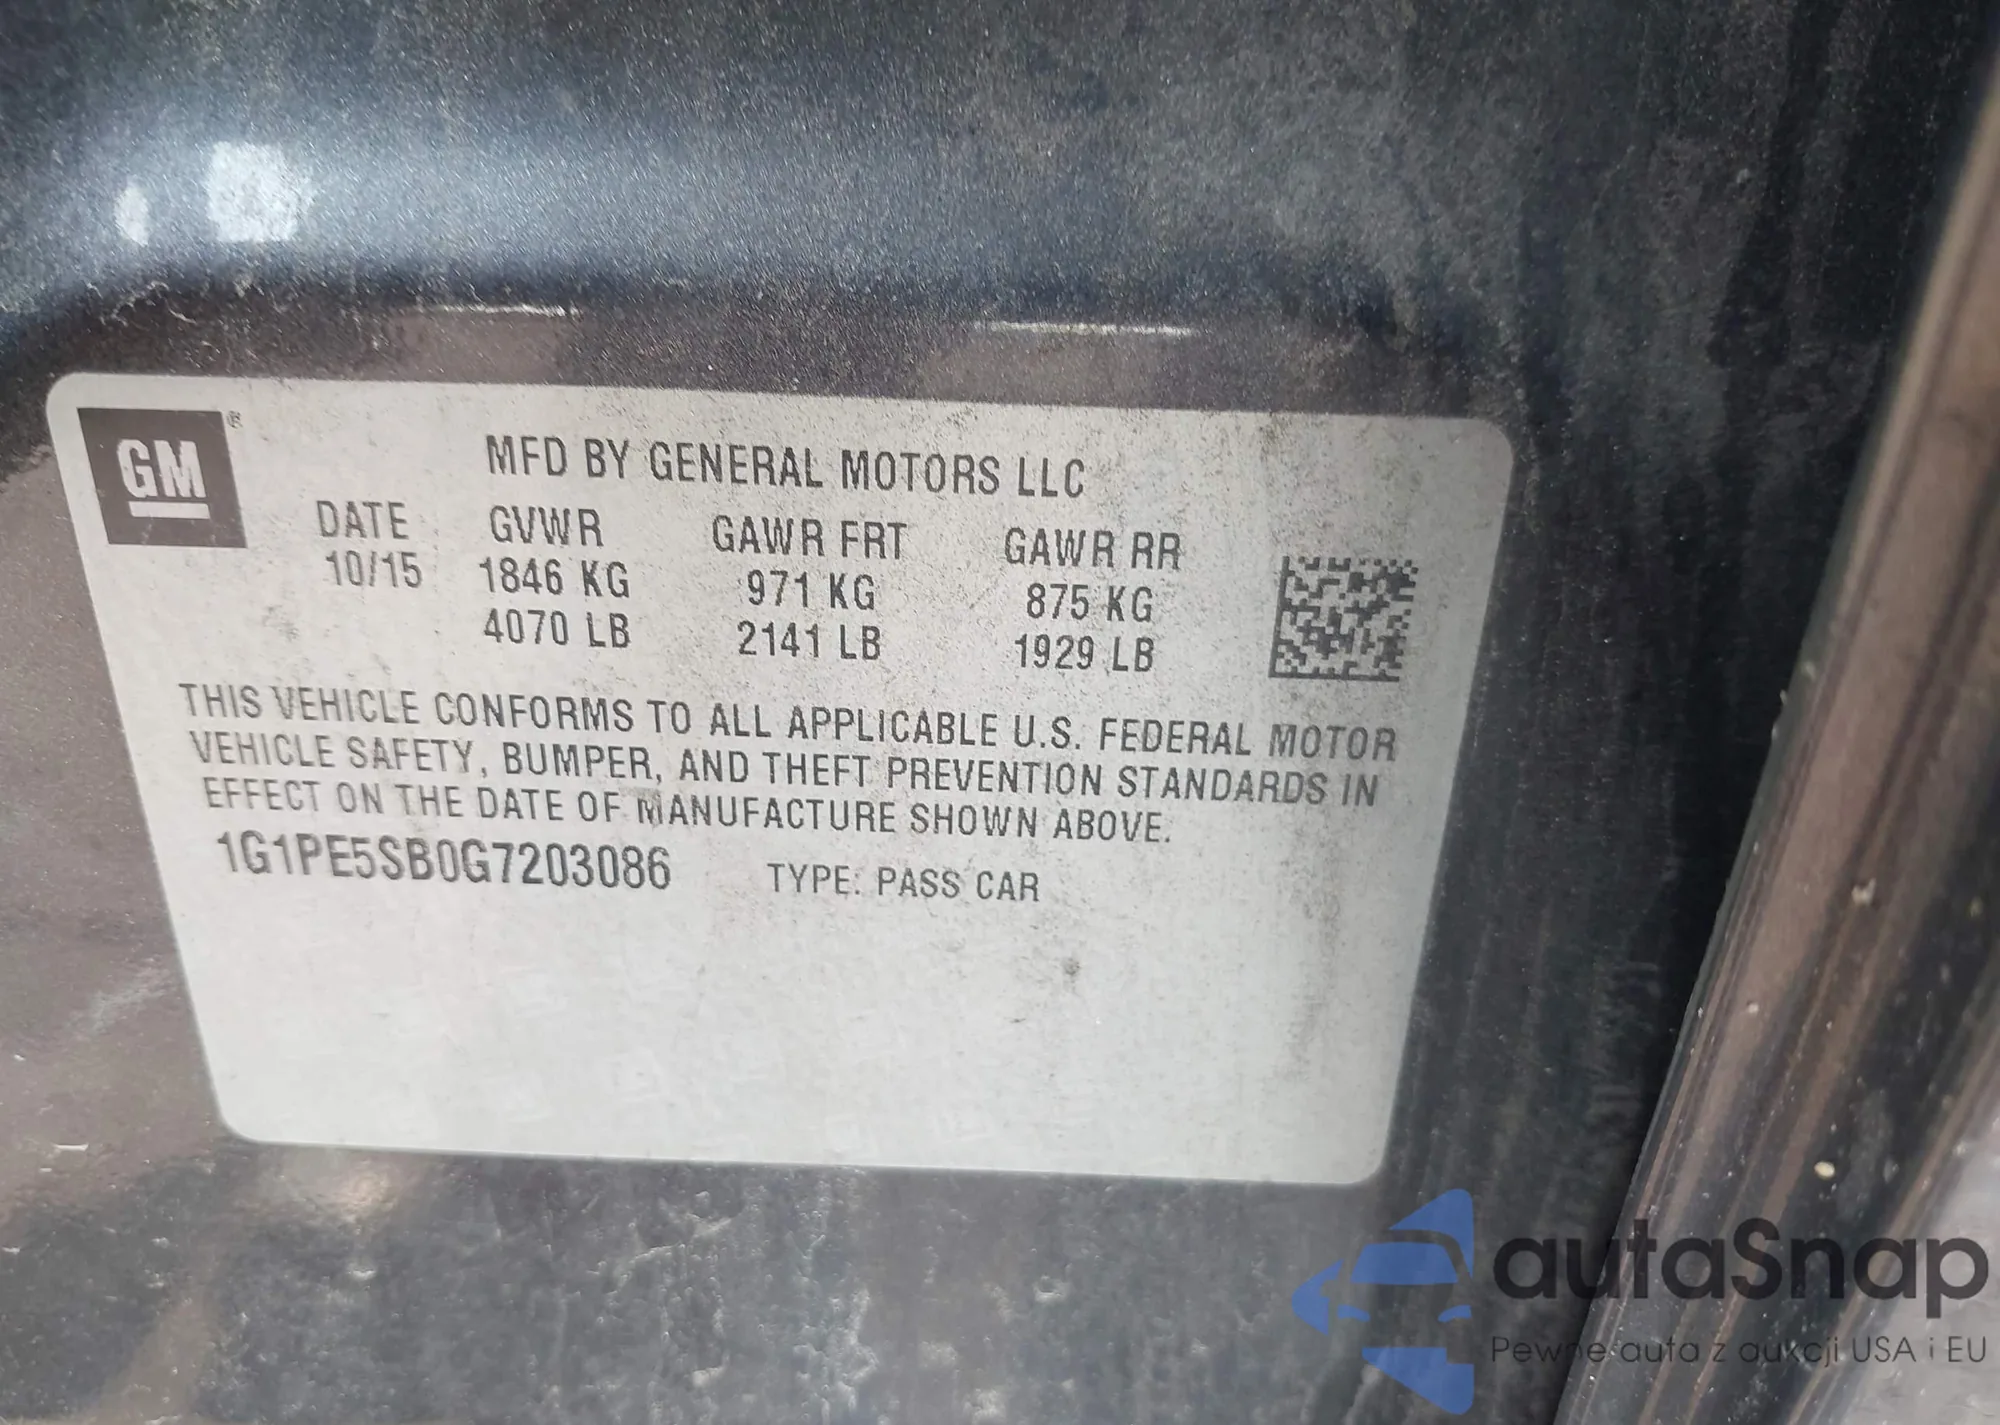 GM ®
MFD BY GENERAL MOTORS LLC
DATE GVWR GAWR FRT GAWR RR
10/15 1846 KG 971 KG 875 KG
4070 LB 2141 LB 1929 LB
THIS VEHICLE CONFORMS TO ALL APPLICABLE U.S. FEDERAL MOTOR
VEHICLE SAFETY, BUMPER, AND THEFT PREVENTION STANDARDS IN
EFFECT ON THE DATE OF MANUFACTURE SHOWN ABOVE.
1G1PE5SB0G7203086 TYPE: PASS CAR
autaSnap
Pewne auta z aukcji USA i EU